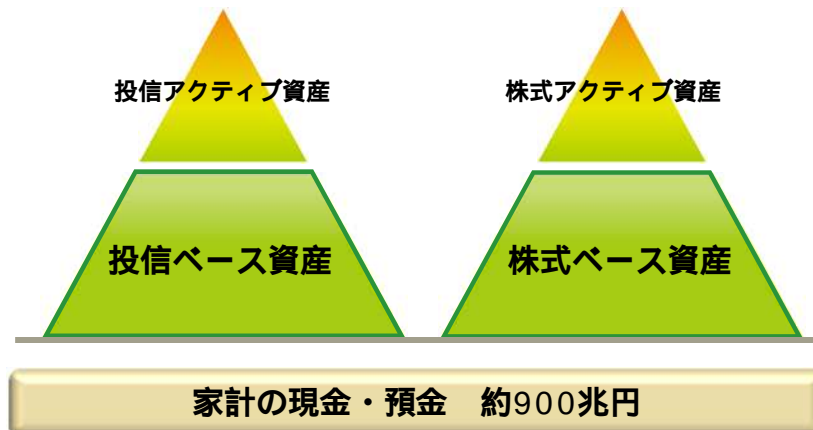 投信アクティブ資産
株式アクティブ資産
投信ベース資産
株式ベース資産
家計の現金・預金　約900兆円